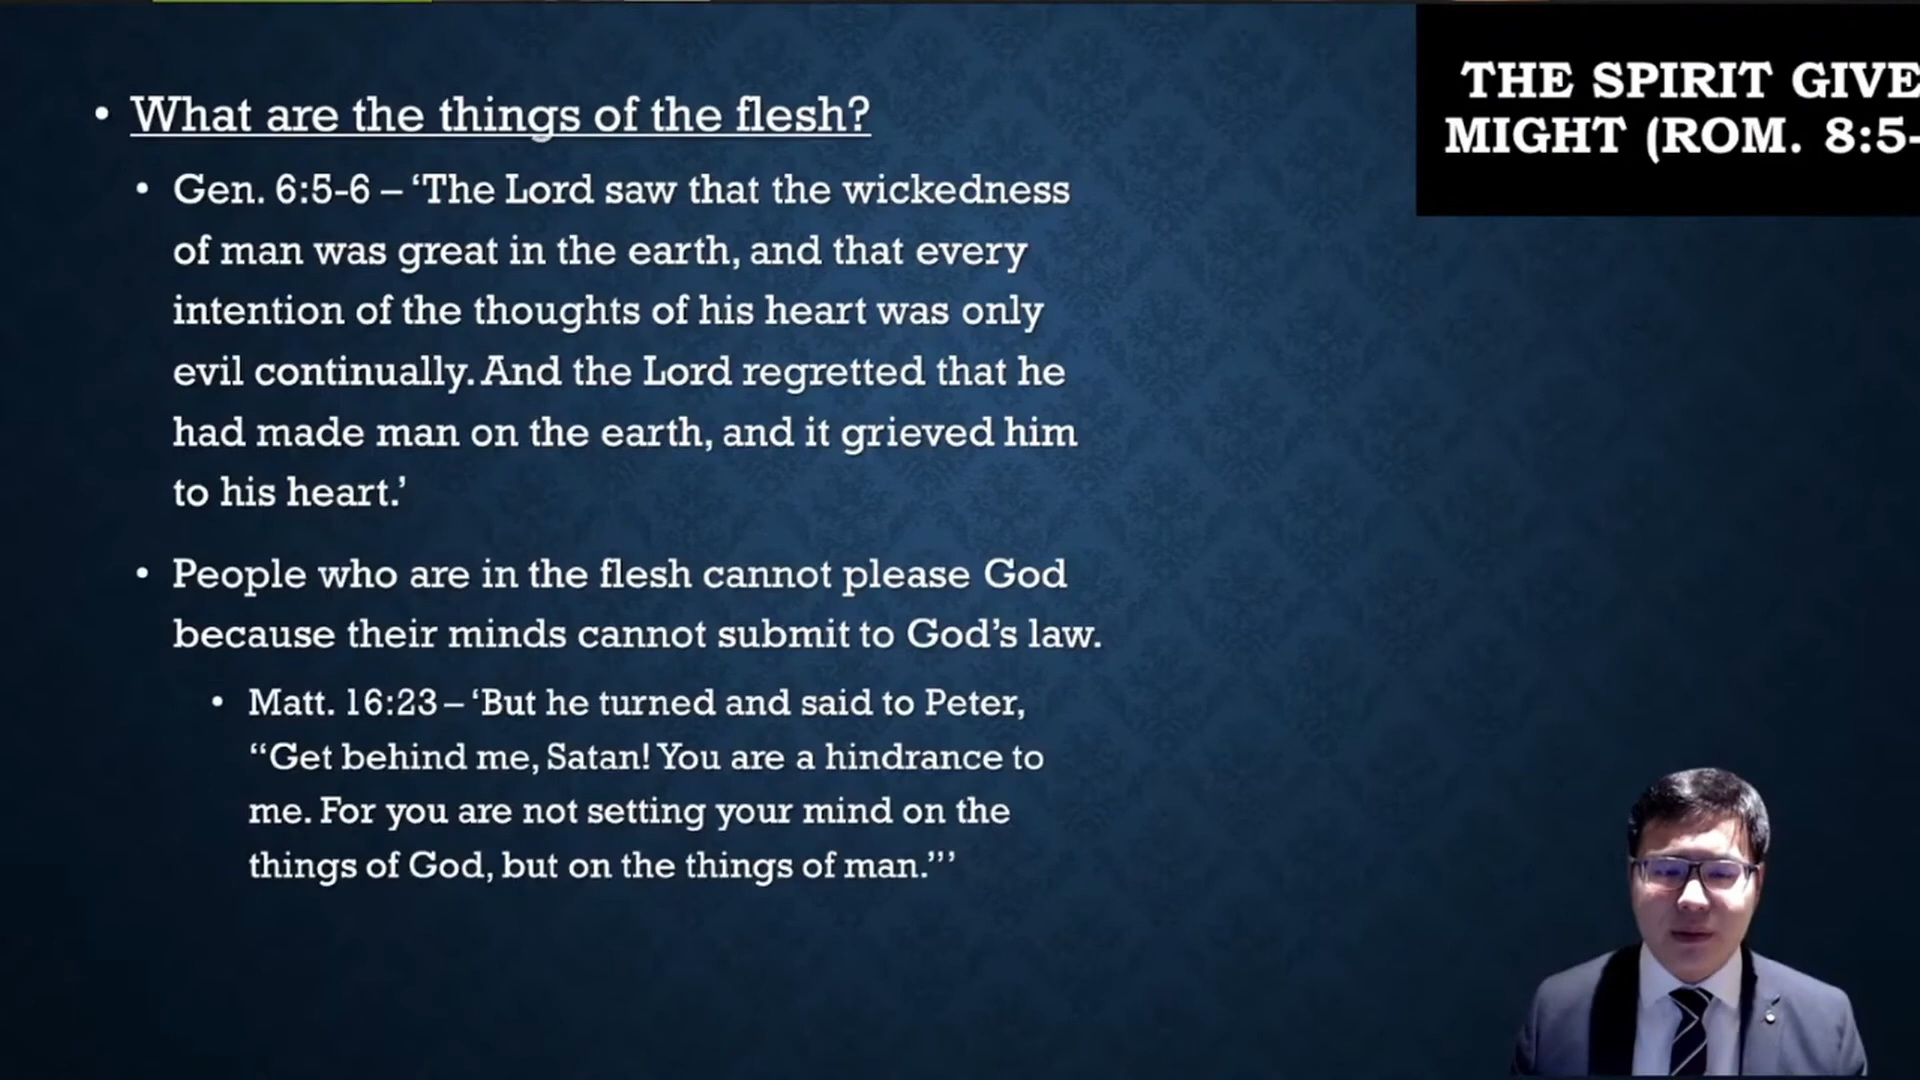 • What are the things of the flesh?
• Gen. 6:5-6 – ‘The Lord saw that the wickedness
of man was great in the earth, and that every
intention of the thoughts of his heart was only
evil continually. And the Lord regretted that he
had made man on the earth, and it grieved him
to his heart.’
• People who are in the flesh cannot please God
because their minds cannot submit to God’s law.
• Matt. 16:23 – ‘But he turned and said to Peter,
“Get behind me, Satan! You are a hindrance to
me. For you are not setting your mind on the
things of God, but on the things of man.”’
THE SPIRIT GIVE
MIGHT (ROM. 8:5-